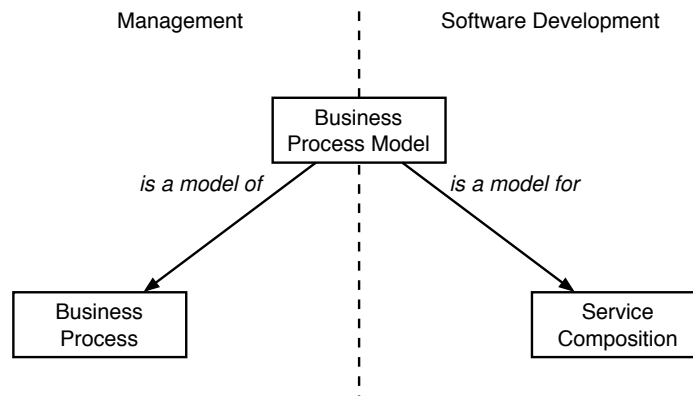 Management
Software Development
Business
Process Model
is a model of
is a model for
Business
Process
Service
Composition